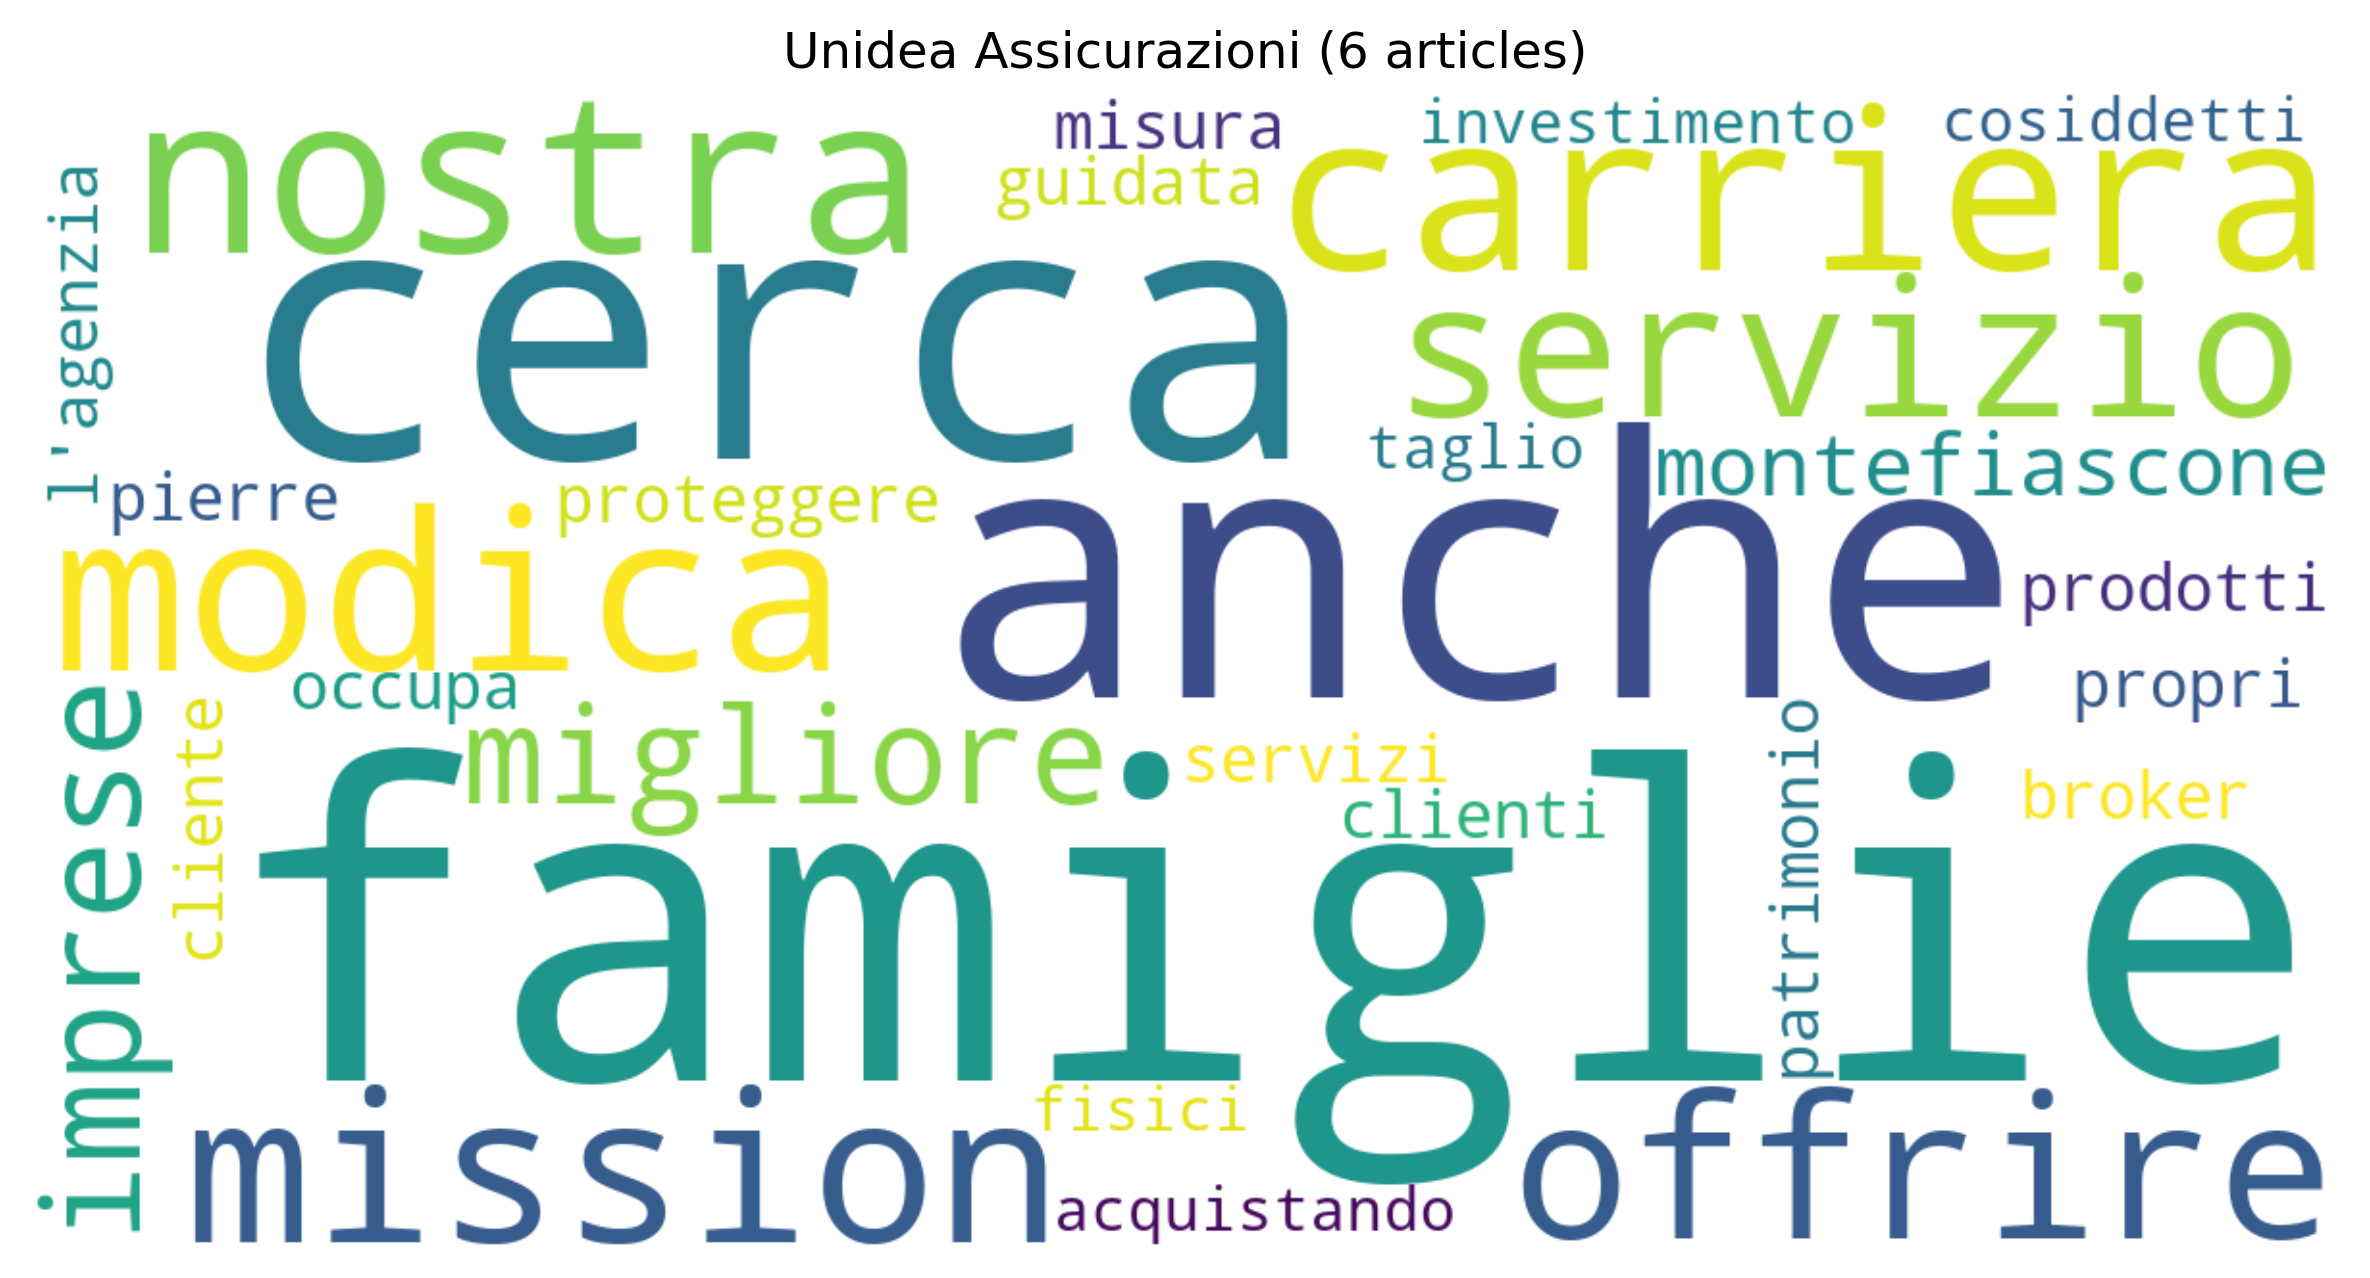 Unidea Assicurazioni (6 articles)
nostra
misura
investimento
cosiddetti
guidata
carriera
l'agenzia
cerca
servizio
taglio
montefiascone
pierre
proteggere
modica
anche
prodotti
occupa
propri
imprese
cliente
migliore
servizi
clienti
patrimonio
broker
famiglie
mission
fisici
offrire
acquistando